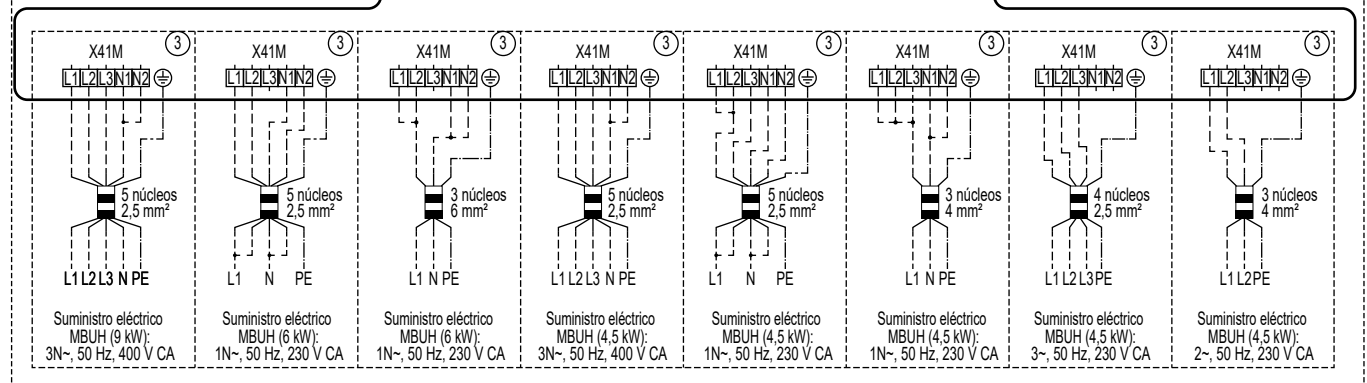 X41M 3
L1 L2 L3 N1 N2
5 núcleos
2,5 mm²
L1 L2 L3 N PE
Suministro eléctrico
MBUH (9 kW):
3N~, 50 Hz, 400 V CA
X41M 3
L1 L2 L3 N1 N2
5 núcleos
2,5 mm²
L1 N PE
Suministro eléctrico
MBUH (6 kW):
1N~, 50 Hz, 230 V CA
X41M 3
L1 L2 L3 N1 N2
3 núcleos
6 mm²
L1 N PE
Suministro eléctrico
MBUH (6 kW):
1N~, 50 Hz, 230 V CA
X41M 3
L1 L2 L3 N1 N2
5 núcleos
2,5 mm²
L1 L2 L3 N PE
Suministro eléctrico
MBUH (4,5 kW):
3N~, 50 Hz, 400 V CA
X41M 3
L1 L2 L3 N1 N2
5 núcleos
2,5 mm²
L1 N PE
Suministro eléctrico
MBUH (4,5 kW):
1N~, 50 Hz, 230 V CA
X41M 3
L1 L2 L3 N1 N2
3 núcleos
4 mm²
L1 N PE
Suministro eléctrico
MBUH (4,5 kW):
1N~, 50 Hz, 230 V CA
X41M 3
L1 L2 L3 N1 N2
4 núcleos
2,5 mm²
L1 L2 L3 PE
Suministro eléctrico
MBUH (4,5 kW):
3~, 50 Hz, 230 V CA
X41M 3
L1 L2 L3 N1 N2
3 núcleos
4 mm²
L1 L2 PE
Suministro eléctrico
MBUH (4,5 kW):
2~, 50 Hz, 230 V CA